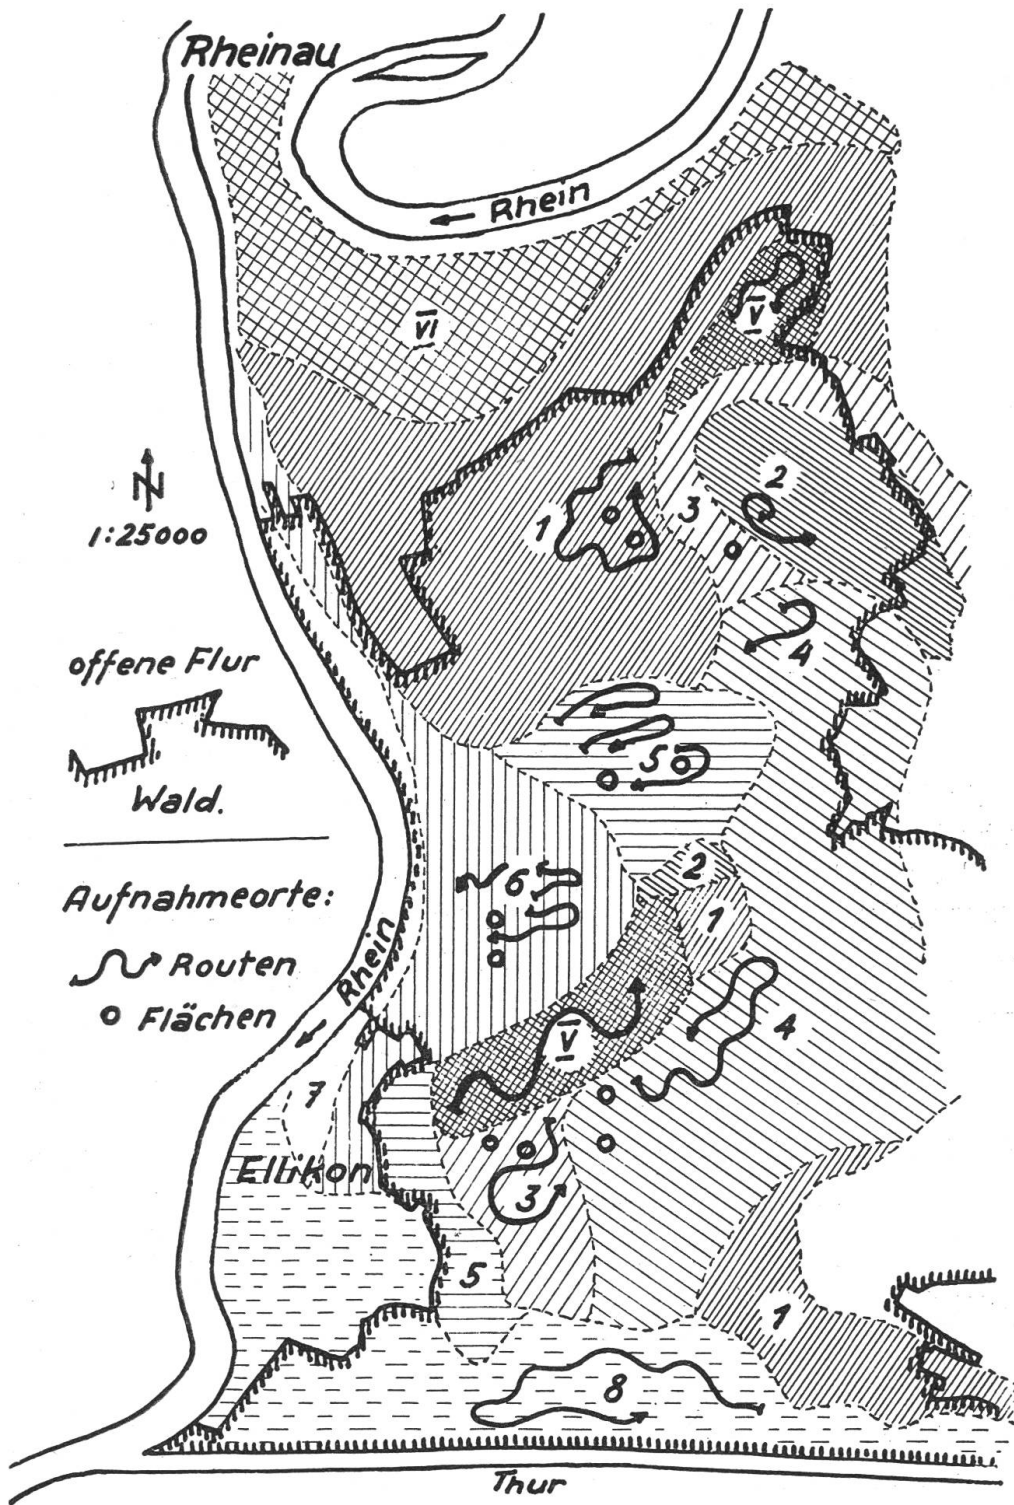 Rheinau
Rhein
VI
V
2
3
1
N
1:25000
4
offene Flur
Wald.
5
2
6
1
Aufnahmeorte:
Routen
Flächen
Rhein
V
4
7
Ellikon
3
5
1
8
Thur